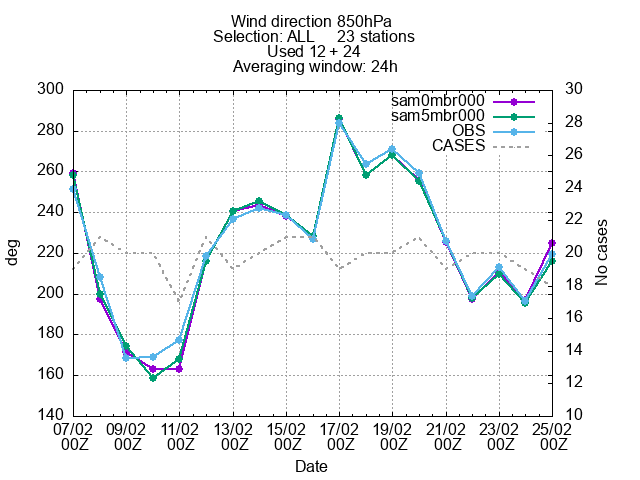 Wind direction 850hPa
Selection: ALL 23 stations
Used 12 + 24
Averaging window: 24h
300
280
260
240
220
200
180
160
140
deg
30
28
26
24
22
20
18
16
14
12
10
No cases
sam0mbr000
sam5mbr000
OBS
CASES
07/02 09/02 11/02 13/02 15/02 17/02 19/02 21/02 23/02 25/02
00Z 00Z 00Z 00Z 00Z 00Z 00Z 00Z 00Z 00Z
Date